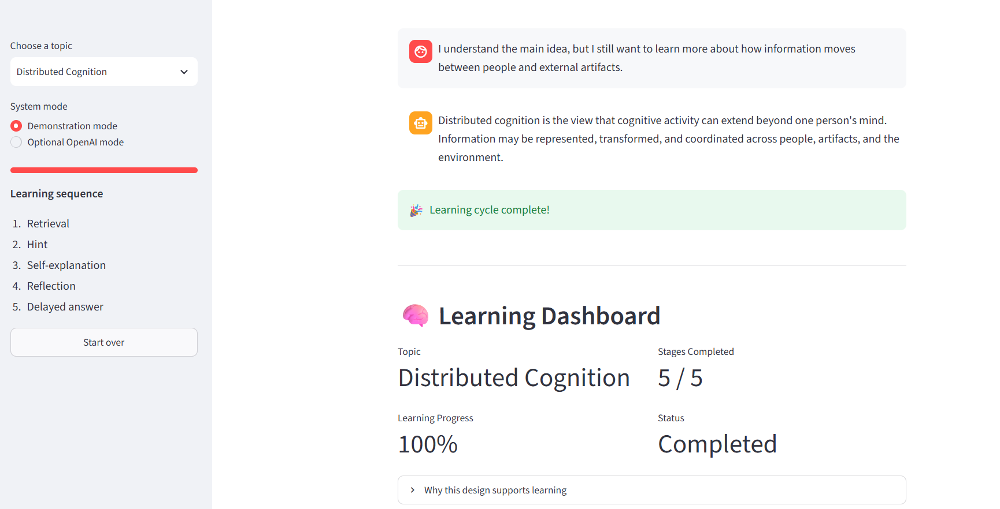 Choose a topic
Distributed Cognition
System mode
Demonstration mode
Optional OpenAI mode
Learning sequence
1. Retrieval
2. Hint
3. Self-explanation
4. Reflection
5. Delayed answer
Start over
I understand the main idea, but I still want to learn more about how information moves
between people and external artifacts.
Distributed cognition is the view that cognitive activity can extend beyond one person's mind.
Information may be represented, transformed, and coordinated across people, artifacts, and the
environment.
Learning cycle complete!
Learning Dashboard
Topic
Distributed Cognition
Stages Completed
5 / 5
Learning Progress
100%
Status
Completed
Why this design supports learning